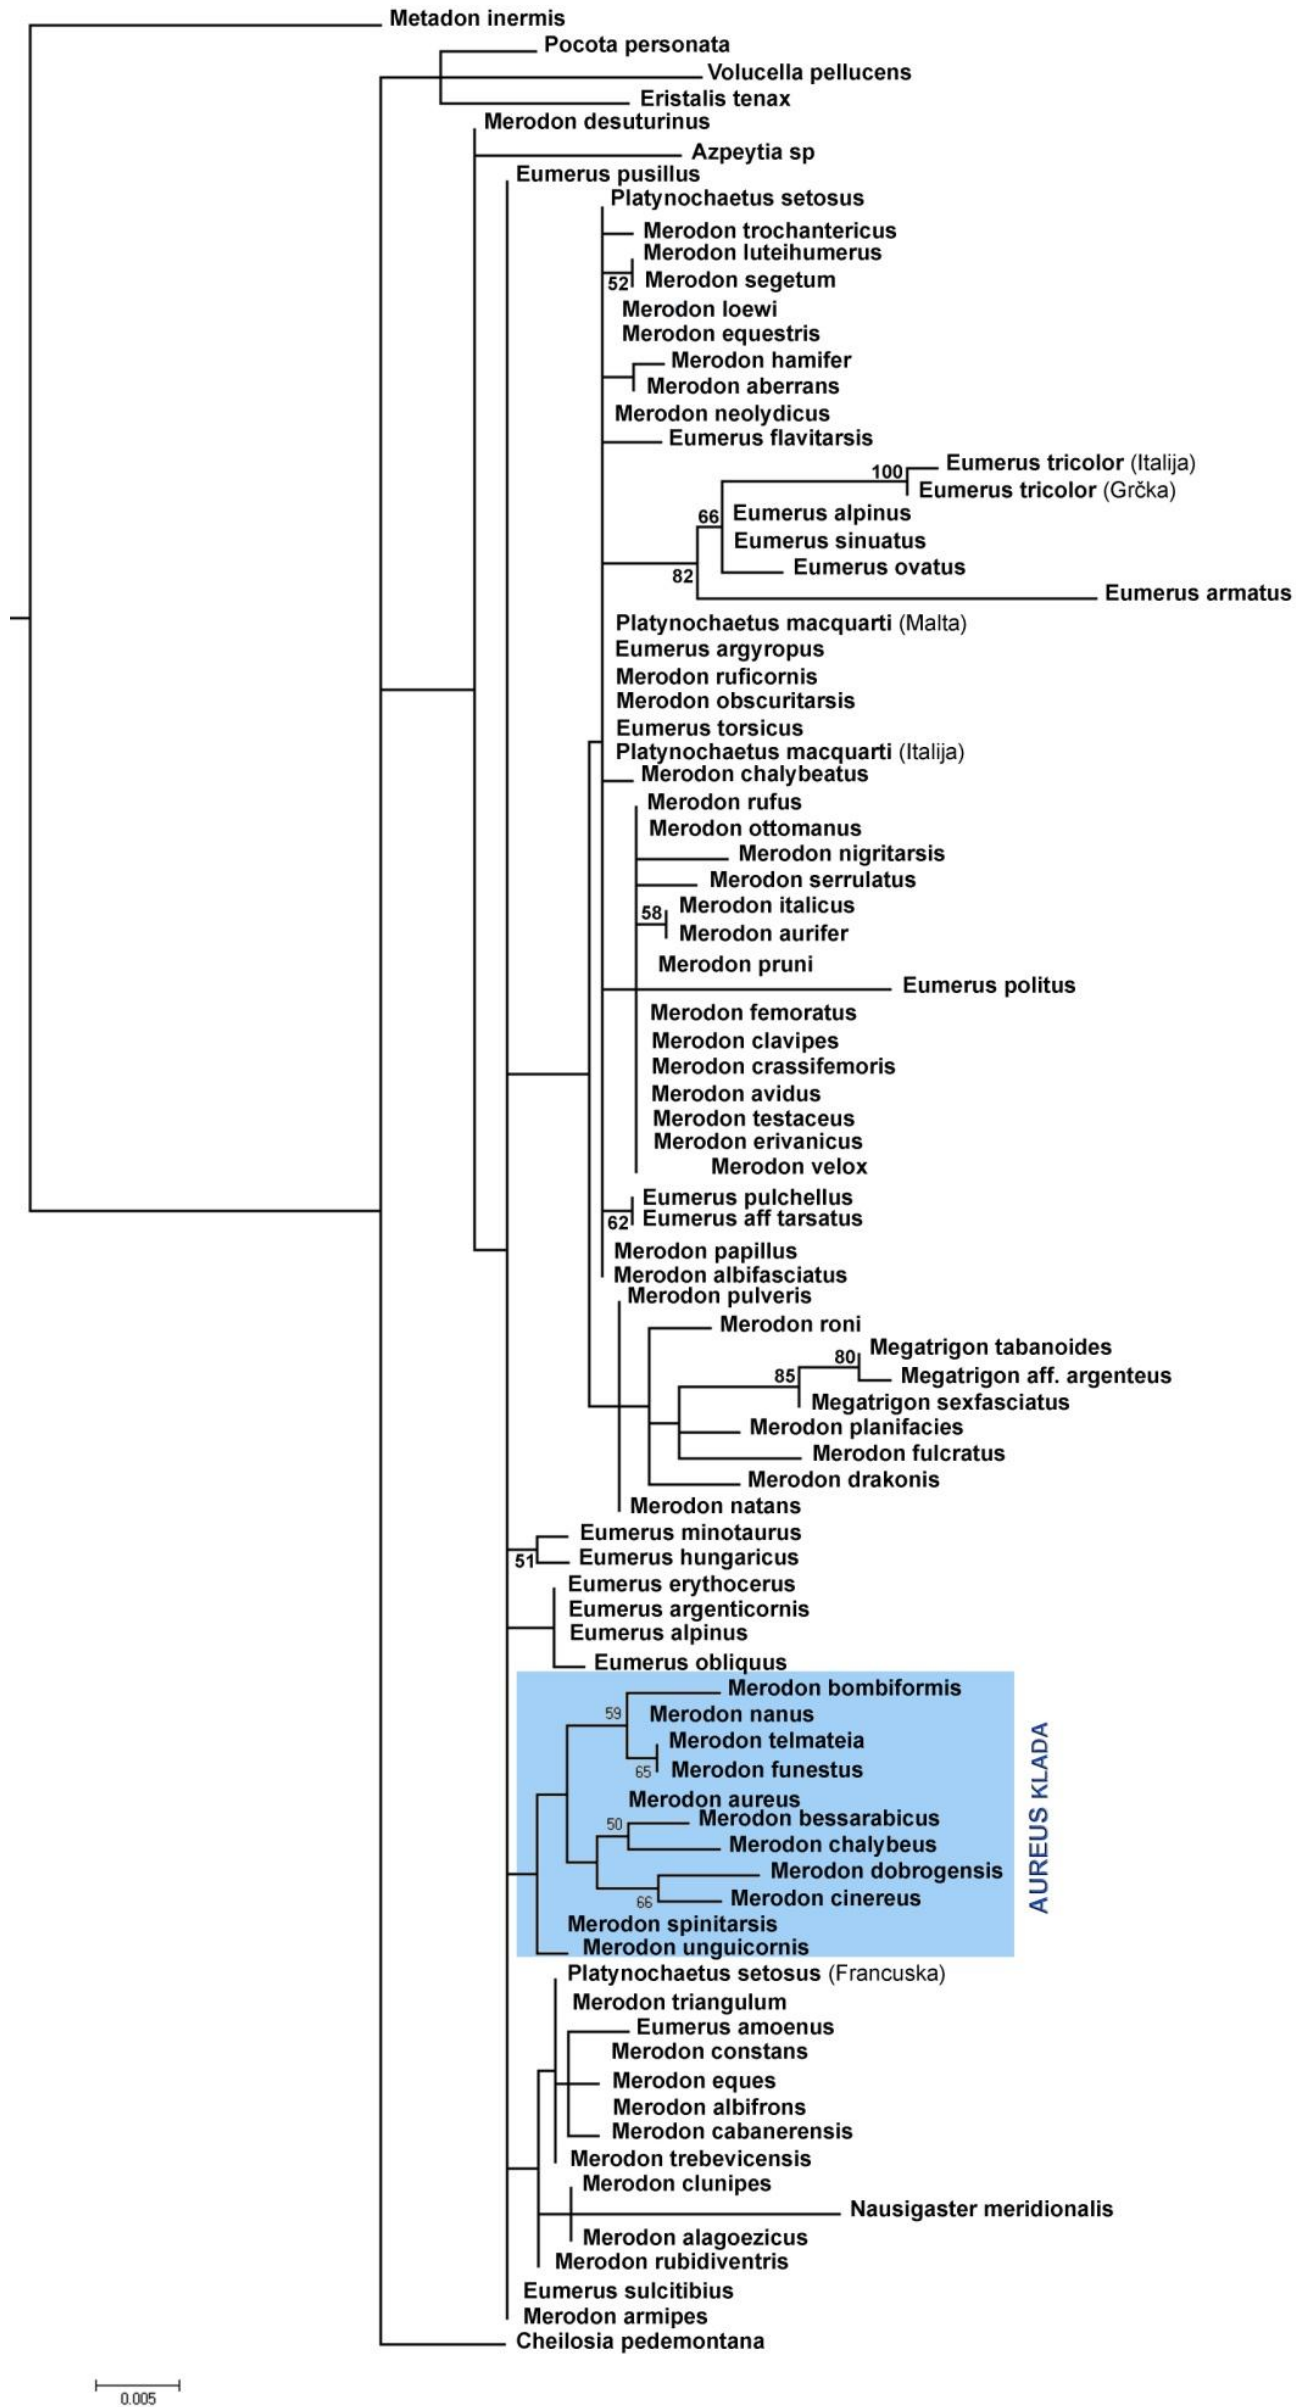 Metadon inermis
Pocota personata
Volucella pellucens
Eristalis tenax
Merodon desuturinus
Azpeytia sp
Eumerus pusillus
Platynochaetus setosus
Merodon trochantericus
Merodon luteihumerus
52
Merodon segetum
Merodon loewi
Merodon equestris
Merodon hamifer
Merodon aberrans
Merodon neolydicus
Eumerus flavitarsis
100
Eumerus tricolor (Italija)
Eumerus tricolor (Grčka)
66
Eumerus alpinus
Eumerus sinuatus
Eumerus ovatus
82
Eumerus armatus
Platynochaetus macquarti (Malta)
Eumerus argyropus
Merodon ruficornis
Merodon obscuritarsis
Eumerus torsicus
Platynochaetus macquarti (Italija)
Merodon chalybeatus
Merodon rufus
Merodon ottomanus
Merodon nigritarsis
Merodon serrulatus
58
Merodon italicus
Merodon aurifer
Merodon pruni
Eumerus politus
Merodon femoratus
Merodon clavipes
Merodon crassifemoris
Merodon avidus
Merodon testaceus
Merodon erivanicus
Merodon velox
Eumerus pulchellus
62
Eumerus aff tarsatus
Merodon papillus
Merodon albifasciatus
Merodon pulveris
Merodon roni
80
Megatrigon tabanoides
85
Megatrigon aff. argenteus
Megatrigon sexfasciatus
Merodon planifacies
Merodon fulcratus
Merodon drakonis
Merodon natans
Eumerus minotaurus
51
Eumerus hungaricus
Eumerus erythocerus
Eumerus argenticornis
Eumerus alpinus
Eumerus obliquus
Merodon bombiformis
59
Merodon nanus
Merodon telmateia
65
Merodon funestus
Merodon aureus
Merodon bessarabicus
50
Merodon chalybeus
Merodon dobrogensis
66
Merodon cinereus
Merodon spinitarsis
Merodon unguicornis
AUREUS KLADA
Platynochaetus setosus (Francuska)
Merodon triangulum
Eumerus amoenus
Merodon constans
Merodon eques
Merodon albifrons
Merodon cabanerensis
Merodon trebevicensis
Merodon clunipes
Nausigaster meridionalis
Merodon alagoezicus
Merodon rubidiventris
Eumerus sulcitibius
Merodon armipes
Cheilosia pedemontana
0.005